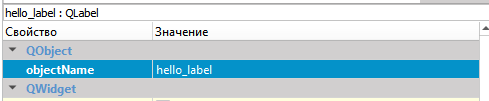 hello_label : QLabel
Свойство Значение
QObject
objectName hello_label
QWidget